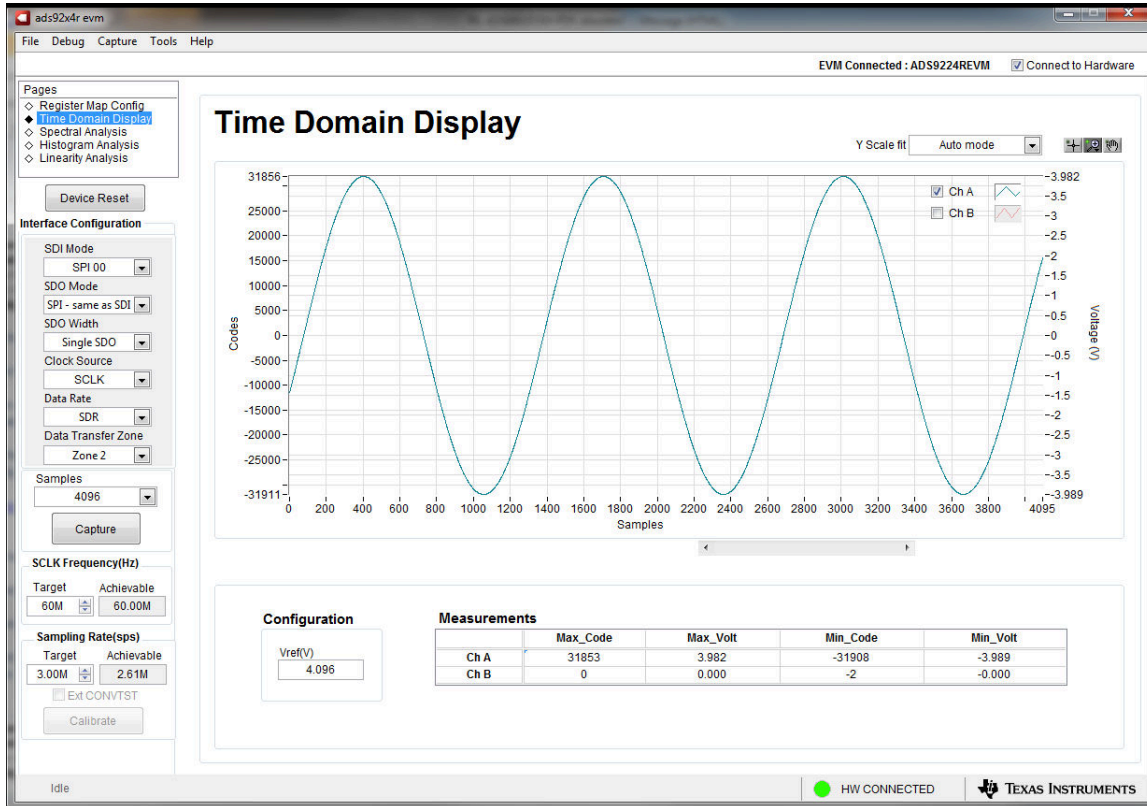 ads92x4r evm
File Debug Capture Tools Help
EVM Connected : ADS9224REVM Connect to Hardware
Pages
Register Map Config
Time Domain Display
Spectral Analysis
Histogram Analysis
Linearity Analysis
Device Reset
Interface Configuration
SDI Mode
SPI 00
SDO Mode
SPI - same as SDI
SDO Width
Single SDO
Clock Source
SCLK
Data Rate
SDR
Data Transfer Zone
Zone 2
Samples
4096
Capture
SCLK Frequency(Hz)
Target Achievable
60M 60.00M
Sampling Rate(sps)
Target Achievable
3.00M 2.61M
Ext CONVTST
Calibrate
Time Domain Display
Y Scale fit Auto mode
Ch A
Ch B
Codes
31856
25000
20000
15000
10000
5000
0
-5000
-10000
-15000
-20000
-25000
-31911
-3.982
-3.5
-3
-2.5
-2
-1.5
-1
-0.5
-0
--0.5
--1
--1.5
--2
--2.5
--3
--3.5
--3.989
Voltage (V)
0 200 400 600 800 1000 1200 1400 1600 1800 2000 2200 2400 2600 2800 3000 3200 3400 3600 3800 4095
Samples
Configuration
Vref(V)
4.096
Measurements
Max_Code Max_Volt Min_Code Min_Volt
Ch A 31853 3.982 -31908 -3.989
Ch B 0 0.000 -2 -0.000
Idle
HW CONNECTED
TEXAS INSTRUMENTS